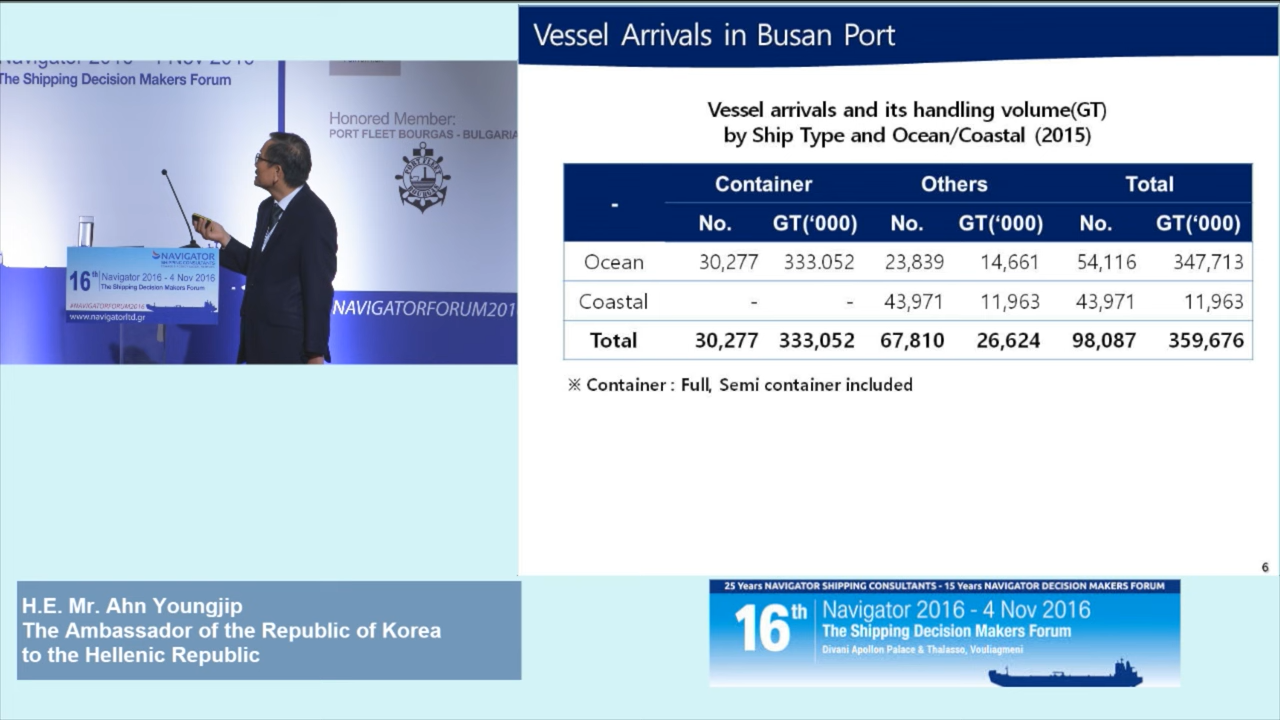 The Shipping Decision Makers Forum
Honored Member:
PORT FLEET BOURGAS - BULGARIA
NAVIGATOR
SHIPPING CONSULTANTS
16th Navigator 2016 - 4 Nov 2016
The Shipping Decision Makers Forum
#NAVIGATORFORUM2016
www.navigatorltd.gr
NAVIGATORFORUM201
Vessel Arrivals in Busan Port
Vessel arrivals and its handling volume(GT)
by Ship Type and Ocean/Coastal (2015)
- Container Others Total
No. GT(‘000) No. GT(‘000) No. GT(‘000)
Ocean 30,277 333.052 23,839 14,661 54,116 347,713
Coastal - - 43,971 11,963 43,971 11,963
Total 30,277 333,052 67,810 26,624 98,087 359,676
※ Container : Full, Semi container included
6
H.E. Mr. Ahn Youngjip
The Ambassador of the Republic of Korea
to the Hellenic Republic
25 Years NAVIGATOR SHIPPING CONSULTANTS - 15 Years NAVIGATOR DECISION MAKERS FORUM
16th Navigator 2016 - 4 Nov 2016
The Shipping Decision Makers Forum
Divani Apollon Palace & Thalasso, Vouliagmeni